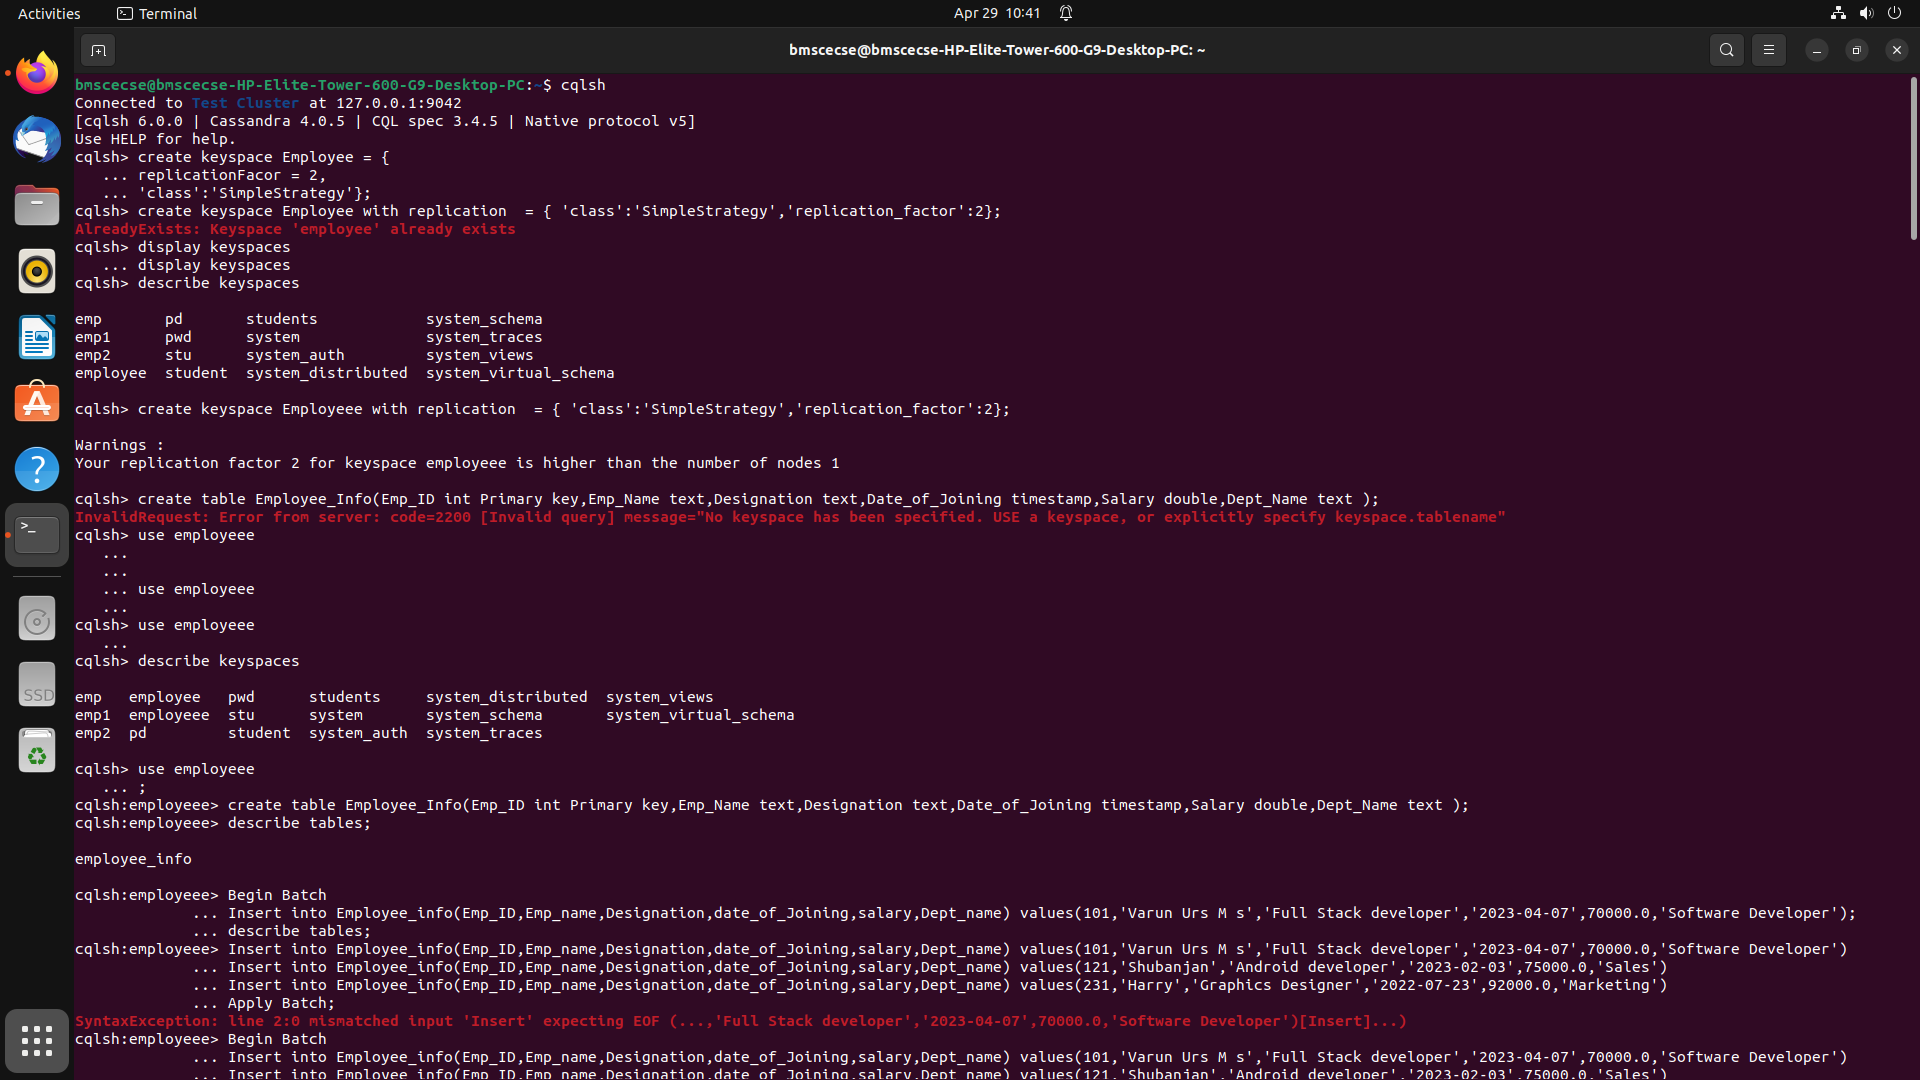 Activities
Terminal
Apr 29 10:41
bmscecse@bmscecse-HP-Elite-Tower-600-G9-Desktop-PC: ~
bmscecse@bmscecse-HP-Elite-Tower-600-G9-Desktop-PC:~$ cqlsh
Connected to Test Cluster at 127.0.0.1:9042
[cqlsh 6.0.0 | Cassandra 4.0.5 | CQL spec 3.4.5 | Native protocol v5]
Use HELP for help.
cqlsh> create keyspace Employee = {
   ... replicationFacor = 2,
   ... 'class':'SimpleStrategy'};
cqlsh> create keyspace Employee with replication  = { 'class':'SimpleStrategy','replication_factor':2};
AlreadyExists: Keyspace 'employee' already exists
cqlsh> display keyspaces
   ... display keyspaces
cqlsh> describe keyspaces
emp       pd       students            system_schema
emp1      pwd      system              system_traces
emp2      stu      system_auth         system_views
employee  student  system_distributed  system_virtual_schema
cqlsh> create keyspace Employeee with replication  = { 'class':'SimpleStrategy','replication_factor':2};
Warnings :
Your replication factor 2 for keyspace employeee is higher than the number of nodes 1
cqlsh> create table Employee_Info(Emp_ID int Primary key,Emp_Name text,Designation text,Date_of_Joining timestamp,Salary double,Dept_Name text );
InvalidRequest: Error from server: code=2200 [Invalid query] message="No keyspace has been specified. USE a keyspace, or explicitly specify keyspace.tablename"
cqlsh> use employeee
   ...
   ...
   ... use employeee
   ...
cqlsh> use employeee
   ...
cqlsh> describe keyspaces
emp   employee   pwd      students     system_distributed  system_views
emp1  employeee  stu      system       system_schema       system_virtual_schema
emp2  pd         student  system_auth  system_traces
cqlsh> use employeee
   ... ;
cqlsh:employeee> create table Employee_Info(Emp_ID int Primary key,Emp_Name text,Designation text,Date_of_Joining timestamp,Salary double,Dept_Name text );
cqlsh:employeee> describe tables;
employee_info
cqlsh:employeee> Begin Batch
             ... Insert into Employee_info(Emp_ID,Emp_name,Designation,date_of_Joining,salary,Dept_name) values(101,'Varun Urs M s','Full Stack developer','2023-04-07',70000.0,'Software Developer');
             ... describe tables;
cqlsh:employeee> Insert into Employee_info(Emp_ID,Emp_name,Designation,date_of_Joining,salary,Dept_name) values(101,'Varun Urs M s','Full Stack developer','2023-04-07',70000.0,'Software Developer')
             ... Insert into Employee_info(Emp_ID,Emp_name,Designation,date_of_Joining,salary,Dept_name) values(121,'Shubanjan','Android developer','2023-02-03',75000.0,'Sales')
             ... Insert into Employee_info(Emp_ID,Emp_name,Designation,date_of_Joining,salary,Dept_name) values(231,'Harry','Graphics Designer','2022-07-23',92000.0,'Marketing')
             ... Apply Batch;
SyntaxException: line 2:0 mismatched input 'Insert' expecting EOF (...,'Full Stack developer','2023-04-07',70000.0,'Software Developer')[Insert]...)
cqlsh:employeee> Begin Batch
             ... Insert into Employee_info(Emp_ID,Emp_name,Designation,date_of_Joining,salary,Dept_name) values(101,'Varun Urs M s','Full Stack developer','2023-04-07',70000.0,'Software Developer')
             ... Insert into Employee_info(Emp_ID,Emp_name,Designation,date_of_Joining,salary,Dept_name) values(121,'Shubanjan','Android developer','2023-02-03',75000.0,'Sales')
>_
SSD